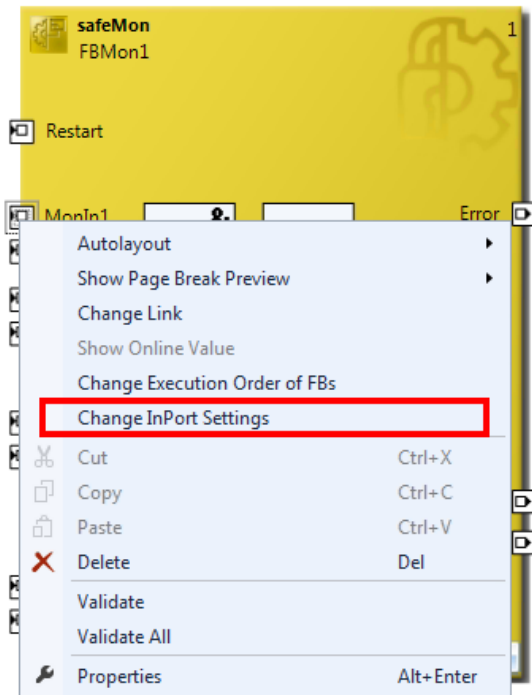 safeMon 1
FBMon1
Restart
MonIn1 &. Error
Autolayout
Show Page Break Preview
Change Link
Show Online Value
Change Execution Order of FBs
Change InPort Settings
Cut Ctrl+X
Copy Ctrl+C
Paste Ctrl+V
Delete Del
Validate
Validate All
Properties Alt+Enter